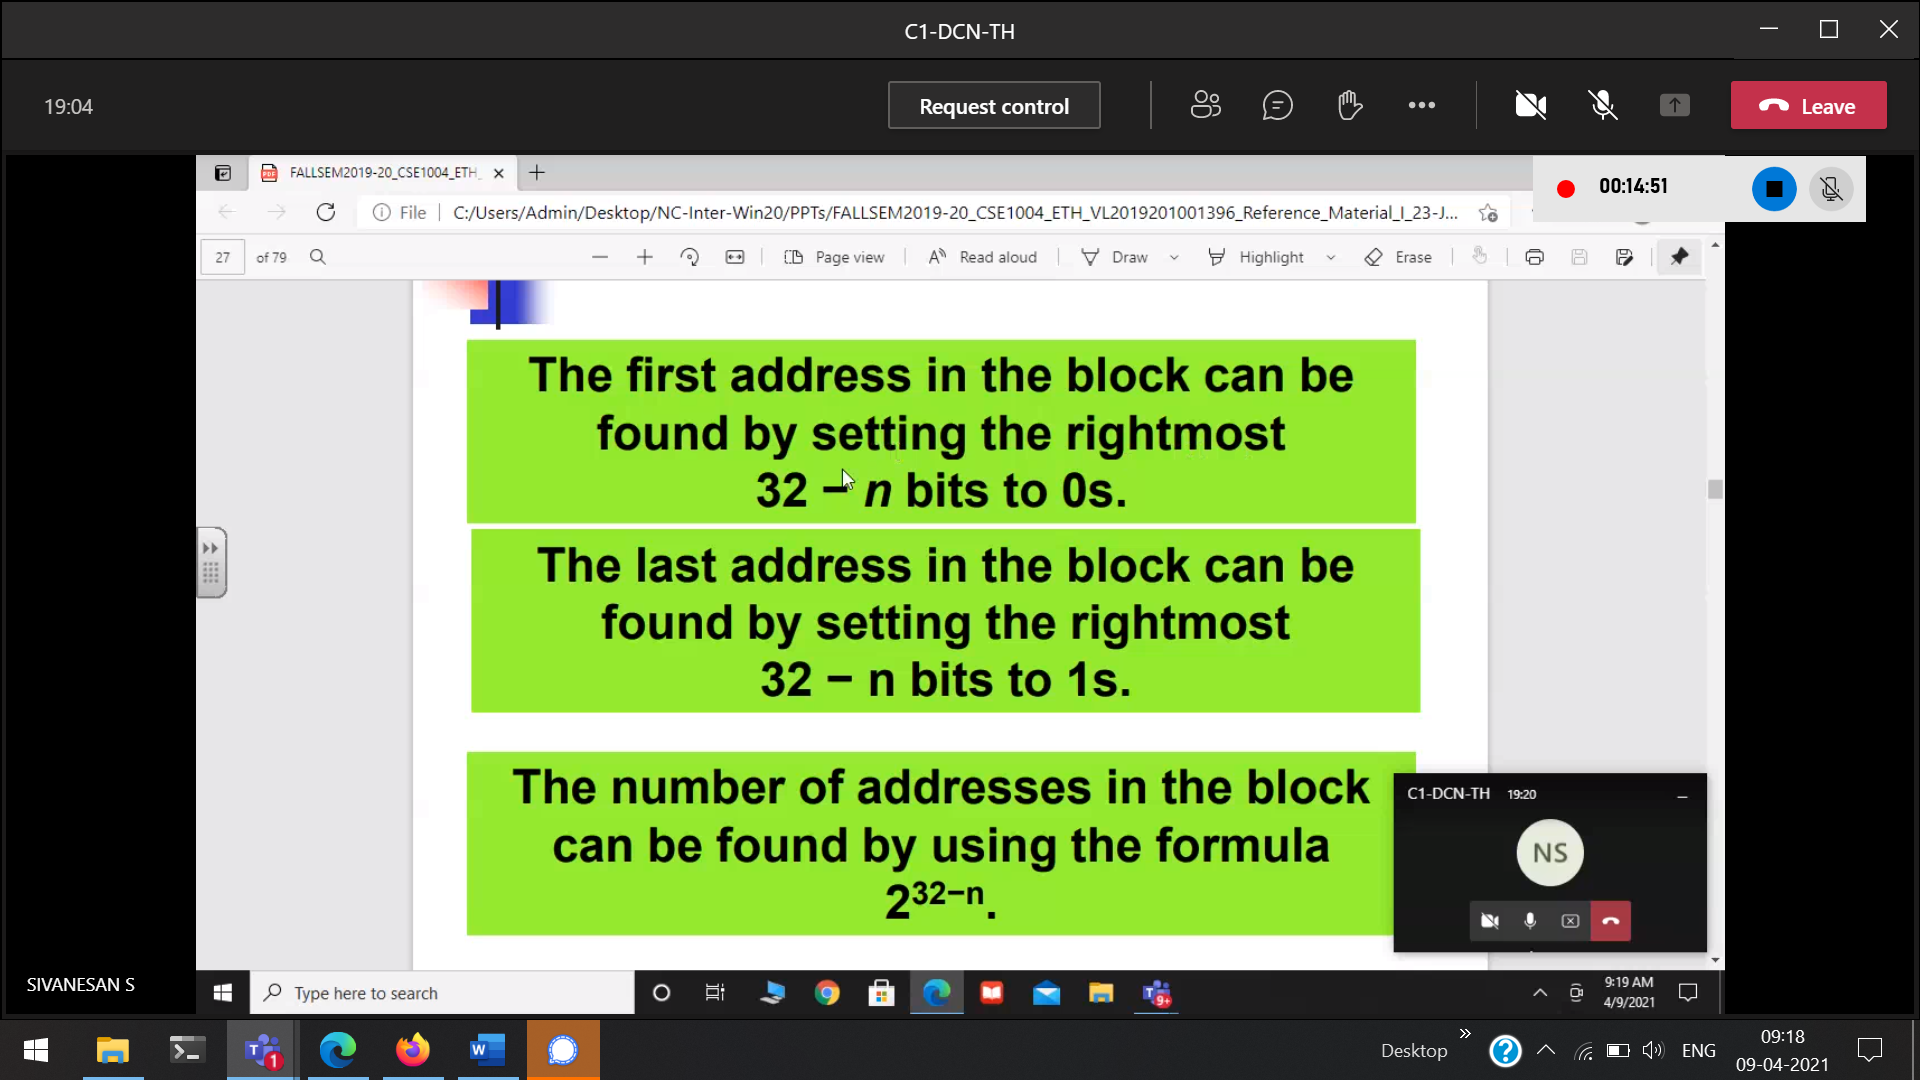 C1-DCN-TH
19:04
Request control
Leave
FALLSEM2019-20_CSE1004_ETH_
00:14:51
File
C:/Users/Admin/Desktop/NC-Inter-Win20/PPTs/FALLSEM2019-20_CSE1004_ETH_VL2019201001396_Reference_Material_I_23-J...
27 of 79
Page view
Read aloud
Draw
Highlight
Erase
The first address in the block can be
found by setting the rightmost
32 − n bits to 0s.
The last address in the block can be
found by setting the rightmost
32 − n bits to 1s.
The number of addresses in the block
can be found by using the formula
2^32−n.
C1-DCN-TH 19:20
NS
SIVANESAN S
Type here to search
9+
9:19 AM
4/9/2021
1
Desktop
ENG
09:18
09-04-2021